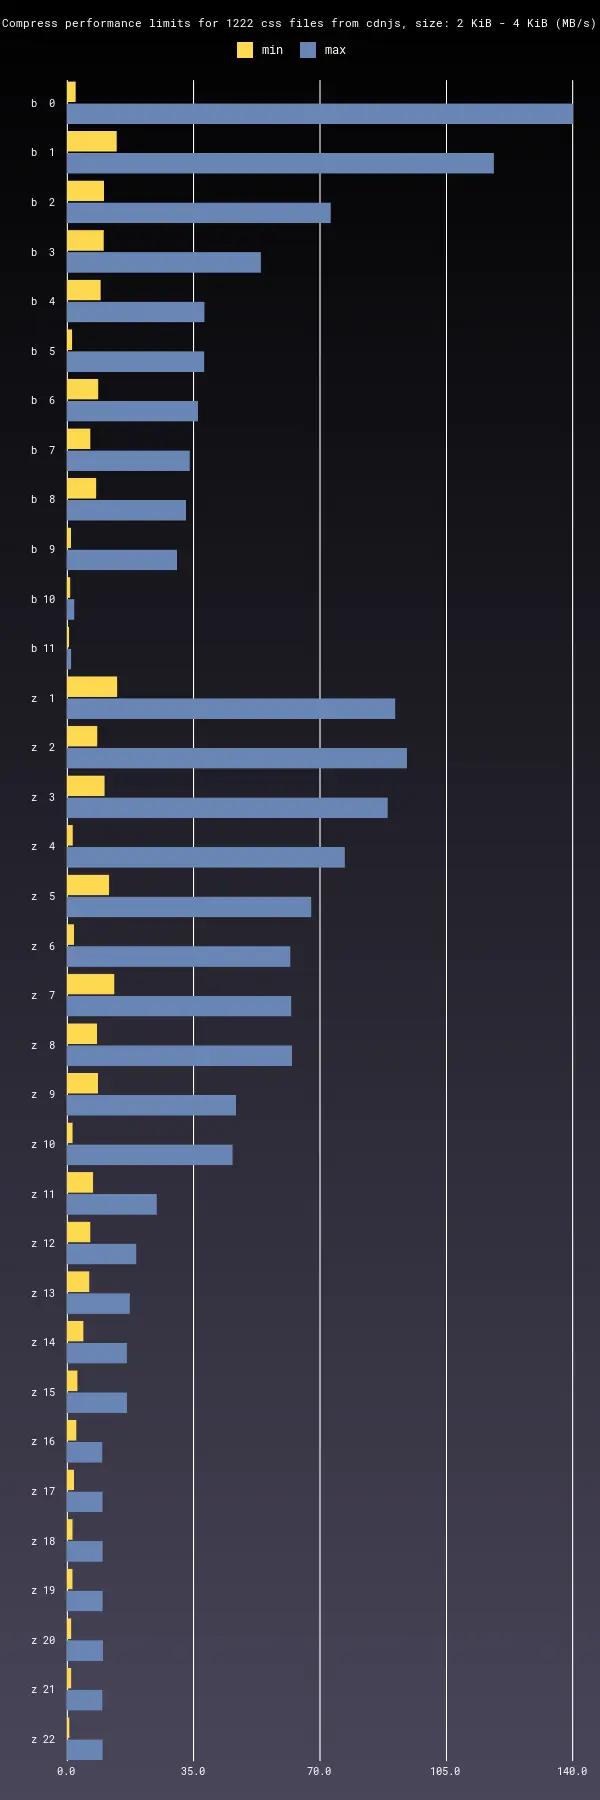 Compress performance limits for 1222 css files from cdnjs, size: 2 KiB - 4 KiB (MB/s)
min max
b 0
b 1
b 2
b 3
b 4
b 5
b 6
b 7
b 8
b 9
b 10
b 11
z 1
z 2
z 3
z 4
z 5
z 6
z 7
z 8
z 9
z 10
z 11
z 12
z 13
z 14
z 15
z 16
z 17
z 18
z 19
z 20
z 21
z 22
0.0 35.0 70.0 105.0 140.0